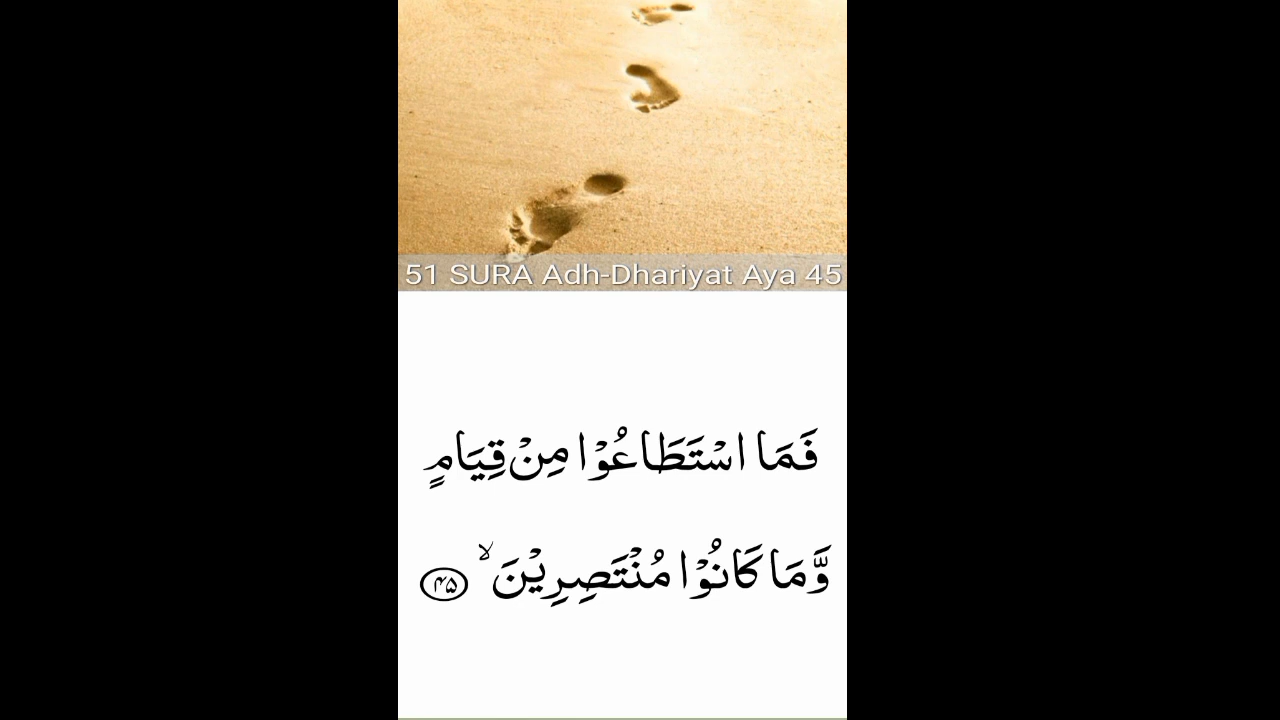 51 SURA Adh-Dhariyat Aya 45
فَمَا اسْتَطَاعُوْا مِنْ قِيَامٍ
وَّمَا كَانُوْا مُنْتَصِرِيْنَ ۙ ۴۵